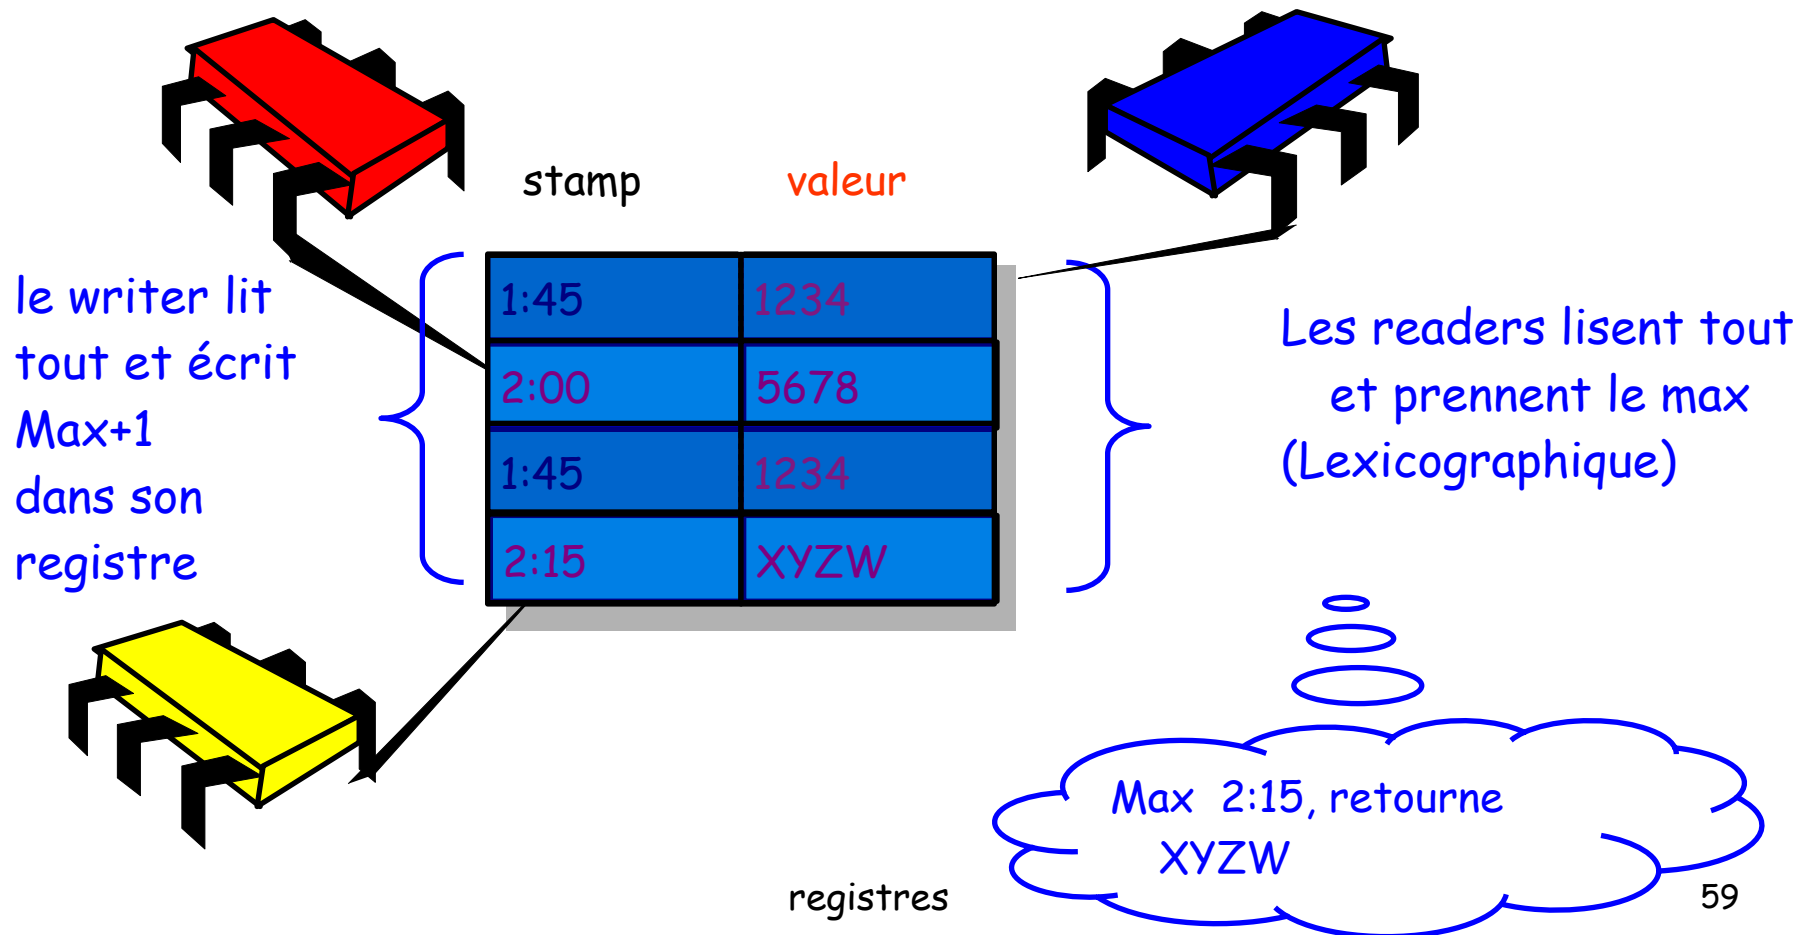 stamp valeur
le writer lit
tout et écrit
Max+1
dans son
registre
1:45 1234
2:00 5678
1:45 1234
2:15 XYZW
Les readers lisent tout
et prennent le max
(Lexicographique)
Max 2:15, retourne
XYZW
registres
59